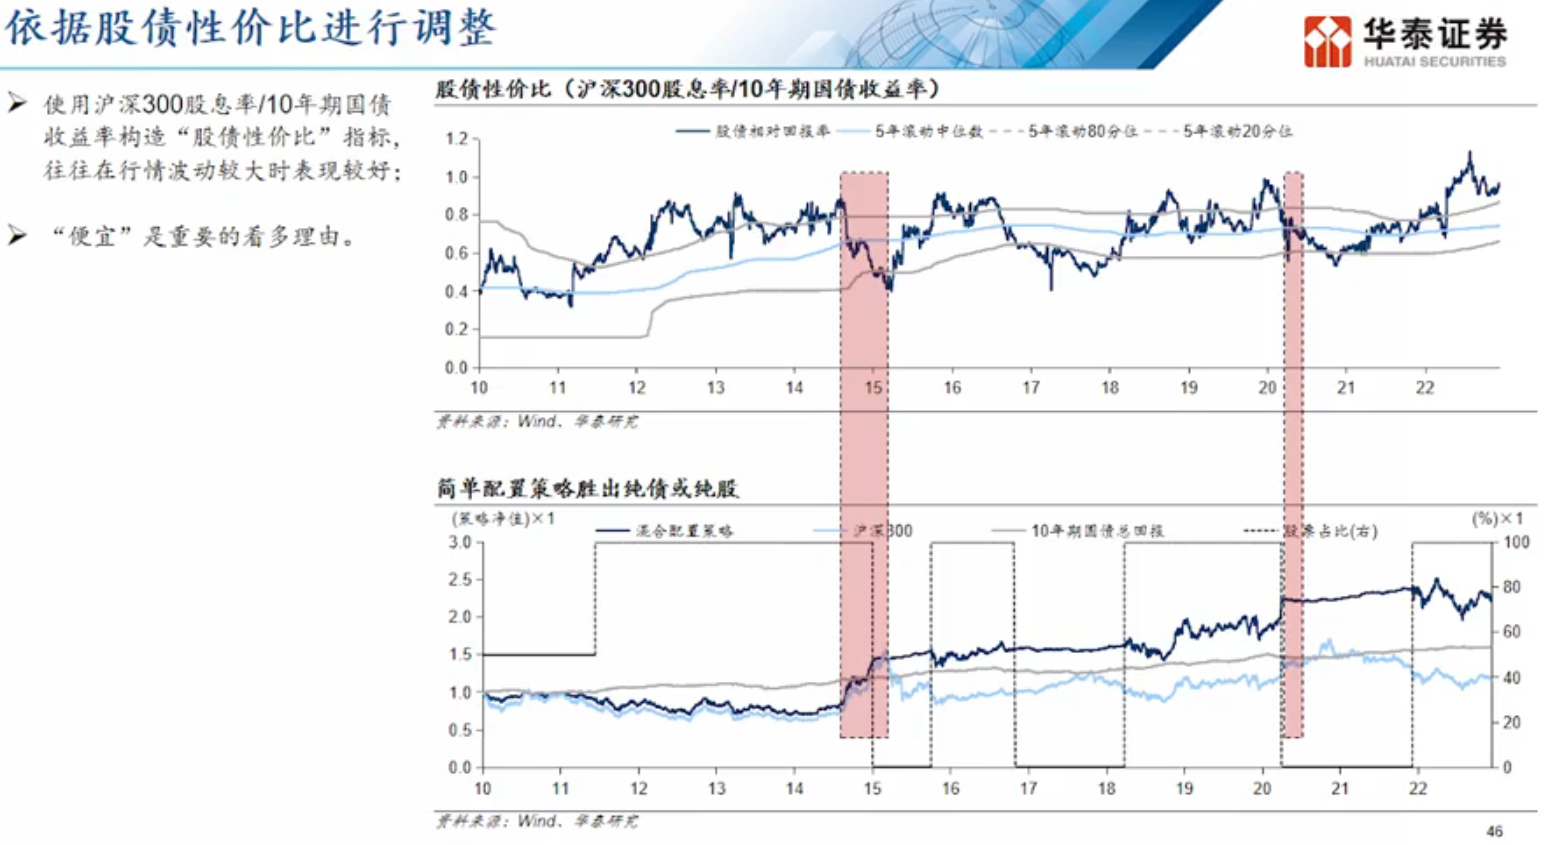 依据股债性价比进行调整
华泰证券
HUATAI SECURITIES
➢ 使用沪深300股息率/10年期国债
收益率构造“股债性价比”指标，
往往在行情波动较大时表现较好；
➢ “便宜”是重要的看多理由。
股债性价比（沪深300股息率/10年期国债收益率）
股债相对回报率 5年滚动中位数 5年滚动80分位 5年滚动20分位
1.2
1.0
0.8
0.6
0.4
0.2
0.0
10 11 12 13 14 15 16 17 18 19 20 21 22
资料来源：Wind、华泰研究
简单配置策略胜出纯债或纯股
(策略净值)×1 (%)×1
混合配置策略 沪深300 10年期国债总回报 股票占比(右)
3.0 100
2.5 80
2.0 60
1.5
1.0 40
0.5 20
0.0 0
10 11 12 13 14 15 16 17 18 19 20 21 22
资料来源：Wind、华泰研究
46